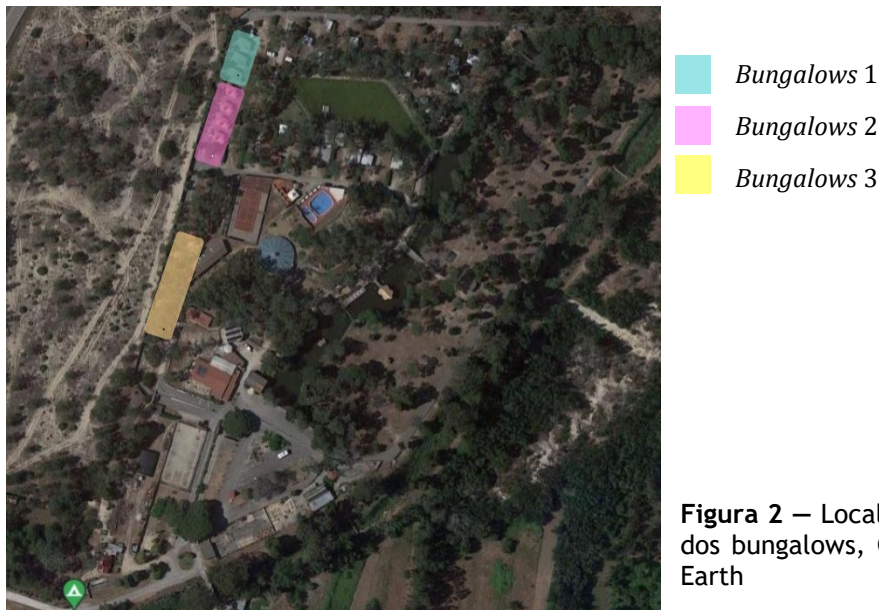 Bungalows 1
Bungalows 2
Bungalows 3
Figura 2 — Local
dos bungalows,
Earth